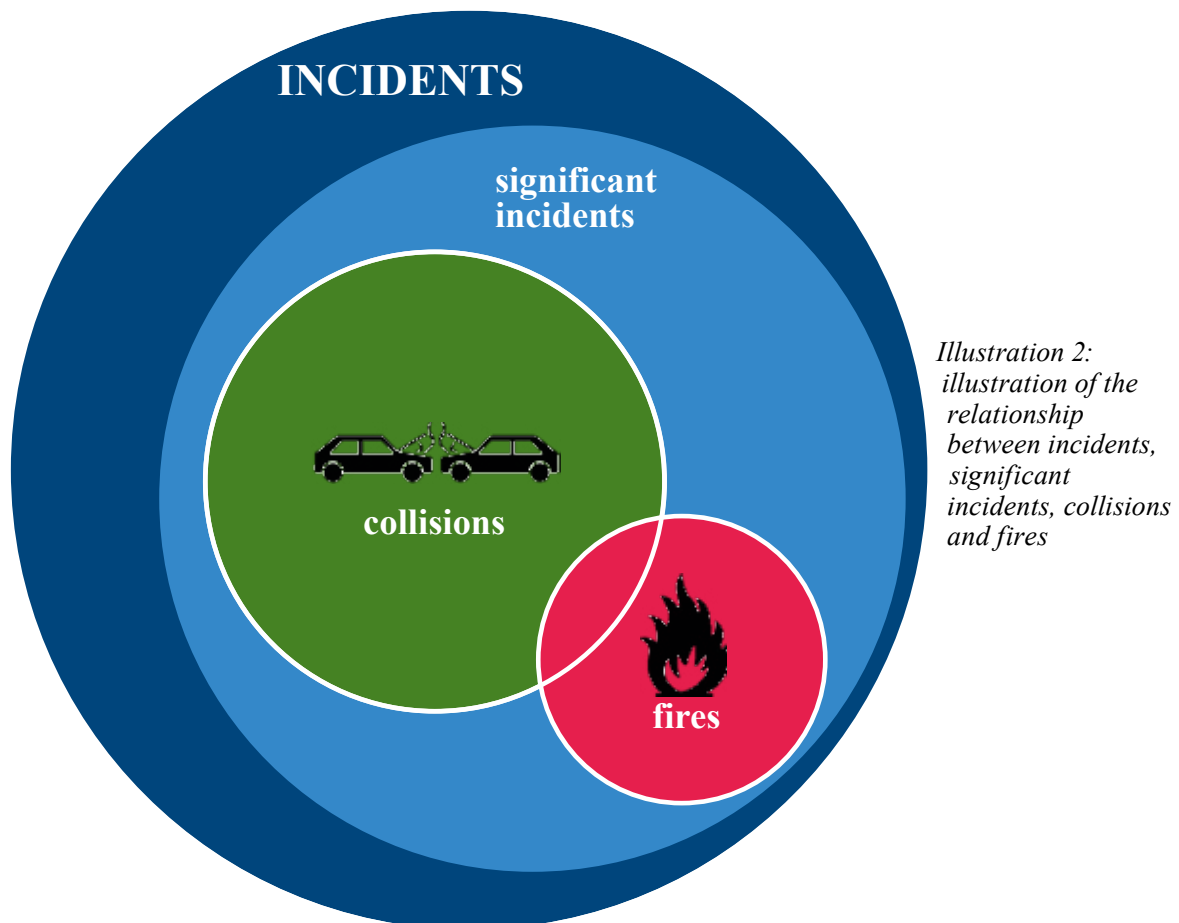 INCIDENTS
significant
incidents
collisions
fires
Illustration 2:
illustration of the
relationship
between incidents,
significant
incidents, collisions
and fires